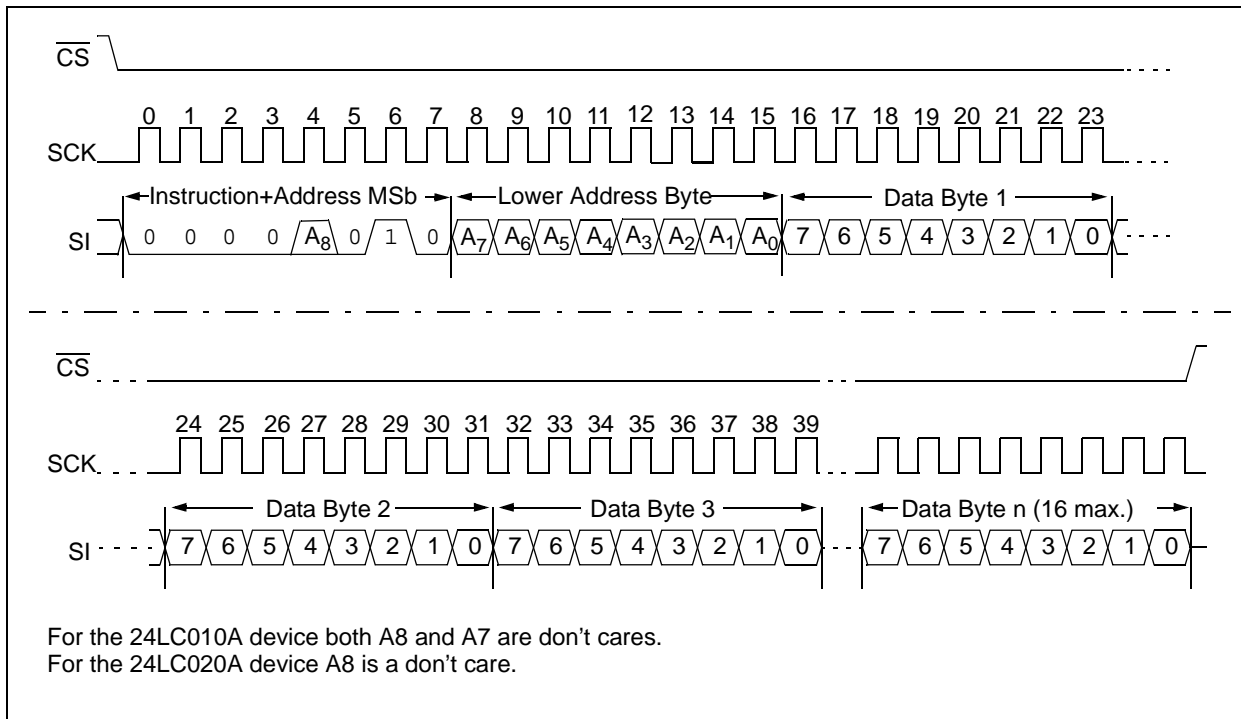 CS
0 1 2 3 4 5 6 7 8 9 10 11 12 13 14 15 16 17 18 19 20 21 22 23
SCK
Instruction+Address MSb Lower Address Byte Data Byte 1
SI 0 0 0 0 A8 0 1 0 A7 A6 A5 A4 A3 A2 A1 A0 7 6 5 4 3 2 1 0
CS
24 25 26 27 28 29 30 31 32 33 34 35 36 37 38 39
SCK
Data Byte 2 Data Byte 3 Data Byte n (16 max.)
SI 7 6 5 4 3 2 1 0 7 6 5 4 3 2 1 0 7 6 5 4 3 2 1 0
For the 24LC010A device both A8 and A7 are don't cares.
For the 24LC020A device A8 is a don't care.